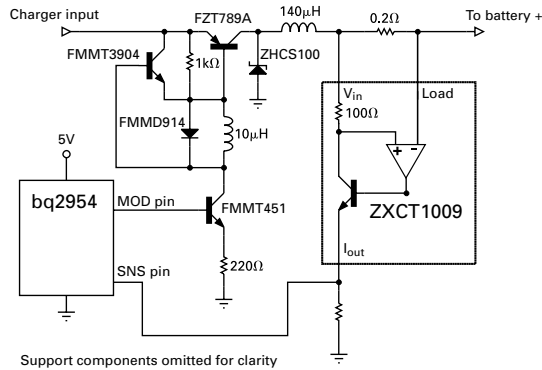 Charger input
FZT789A
140µH
0.2Ω
To battery +
FMMT3904
1kΩ
ZHCS100
Vin
Load
100Ω
FMMD914
10µH
5V
+
-
bq2954
MOD pin
FMMT451
ZXCT1009
SNS pin
220Ω
Iout
Support components omitted for clarity